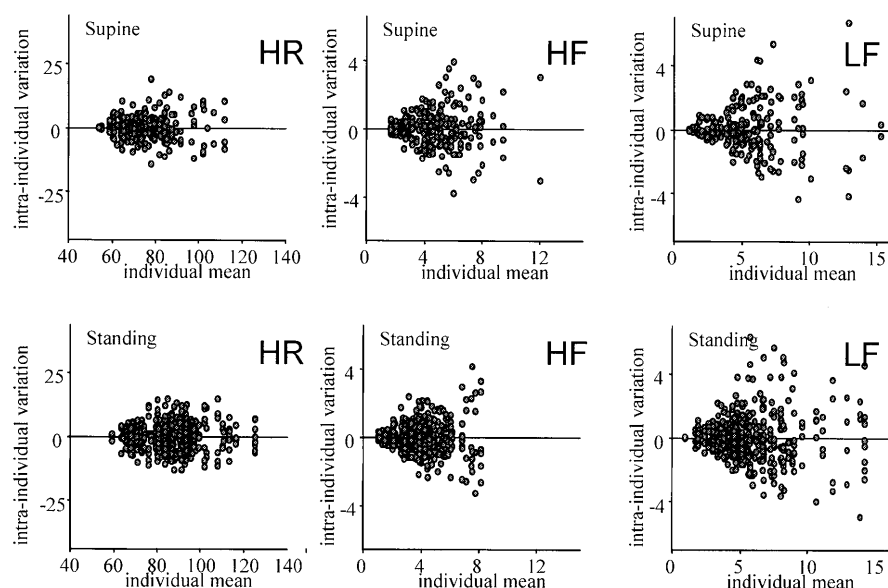 Supine HR
intra-individual variation
25
0
-25
40 60 80 100 120 140
individual mean
Supine HF
intra-individual variation
4
0
-4
0 4 8 12
individual mean
Supine LF
intra-individual variation
4
0
-4
0 5 10 15
individual mean
Standing HR
intra-individual variation
25
0
-25
40 60 80 100 120 140
individual mean
Standing HF
intra-individual variation
4
0
-4
0 4 8 12
individual mean
Standing LF
intra-individual variation
4
0
-4
0 5 10 15
individual mean